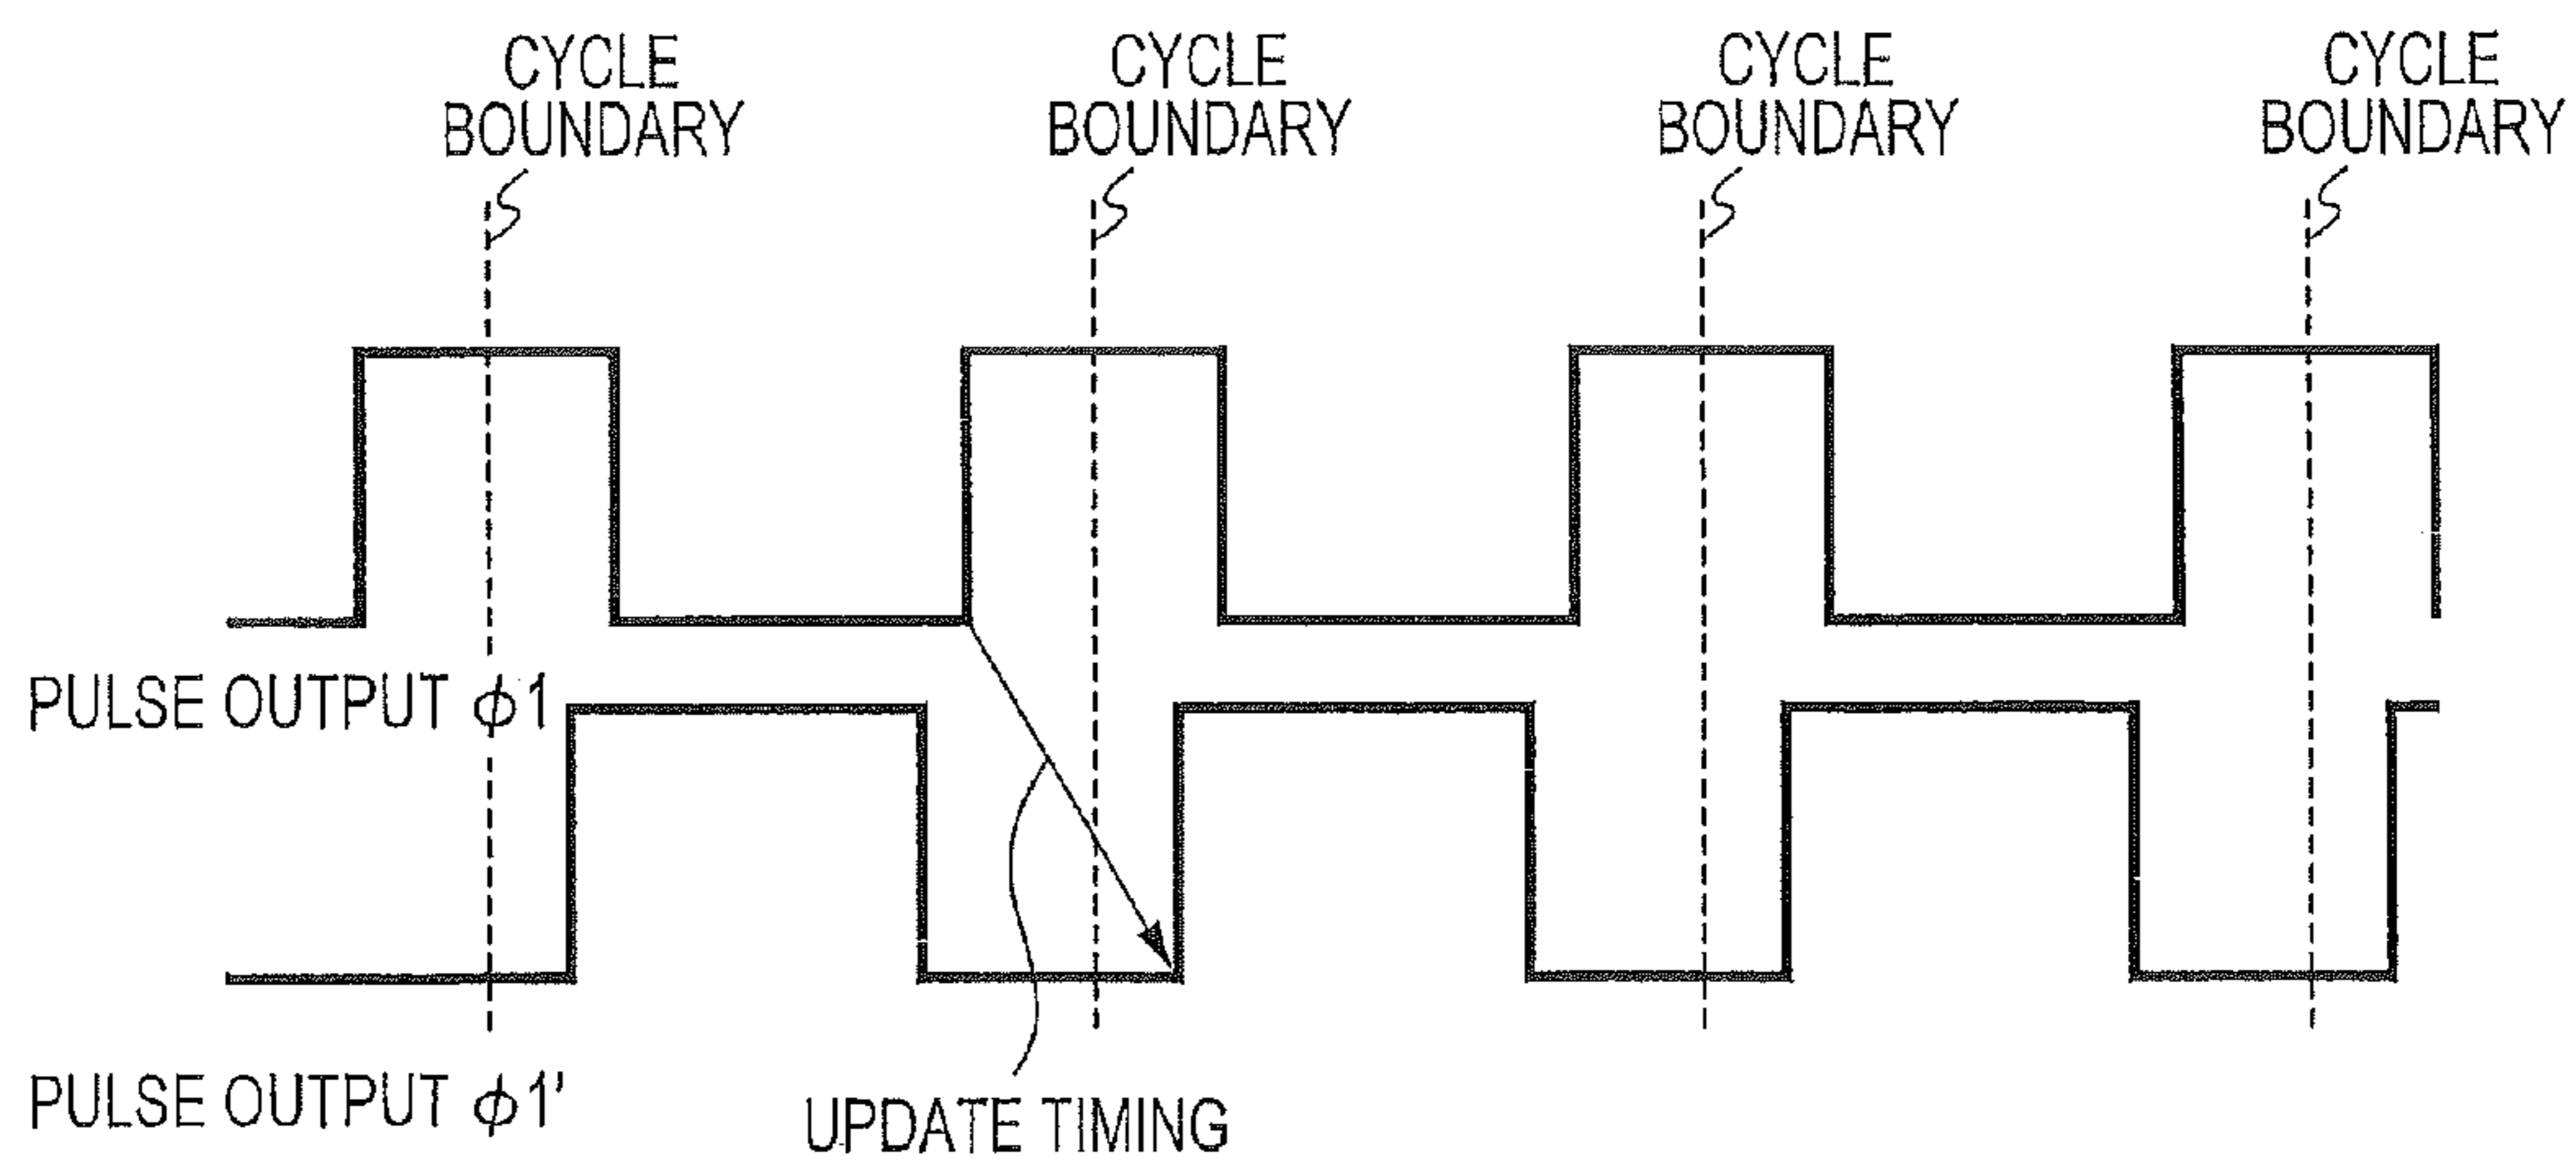 CYCLE
BOUNDARY
CYCLE
BOUNDARY
CYCLE
BOUNDARY
CYCLE
BOUNDARY
PULSE OUTPUT ϕ1
PULSE OUTPUT ϕ1'
UPDATE TIMING